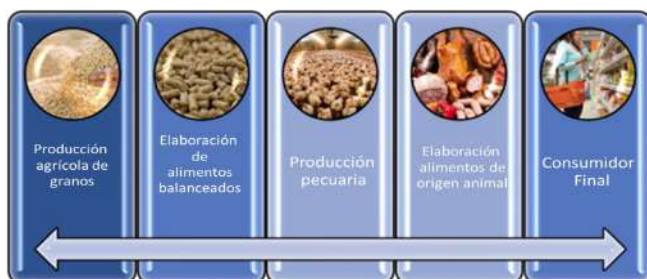 Producción
agrícola de
granos
Elaboración
de
alimentos
balanceados
Producción
pecuaria
Elaboración
alimentos de
origen animal
Consumidor
Final